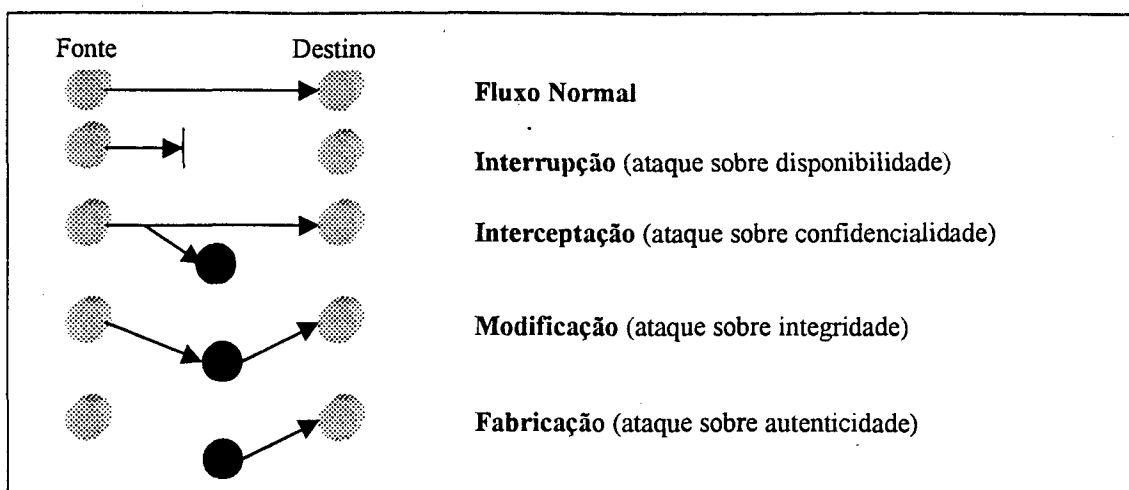 Fonte Destino
Fluxo Normal
Interrupção (ataque sobre disponibilidade)
Interceptação (ataque sobre confidencialidade)
Modificação (ataque sobre integridade)
Fabricação (ataque sobre autenticidade)